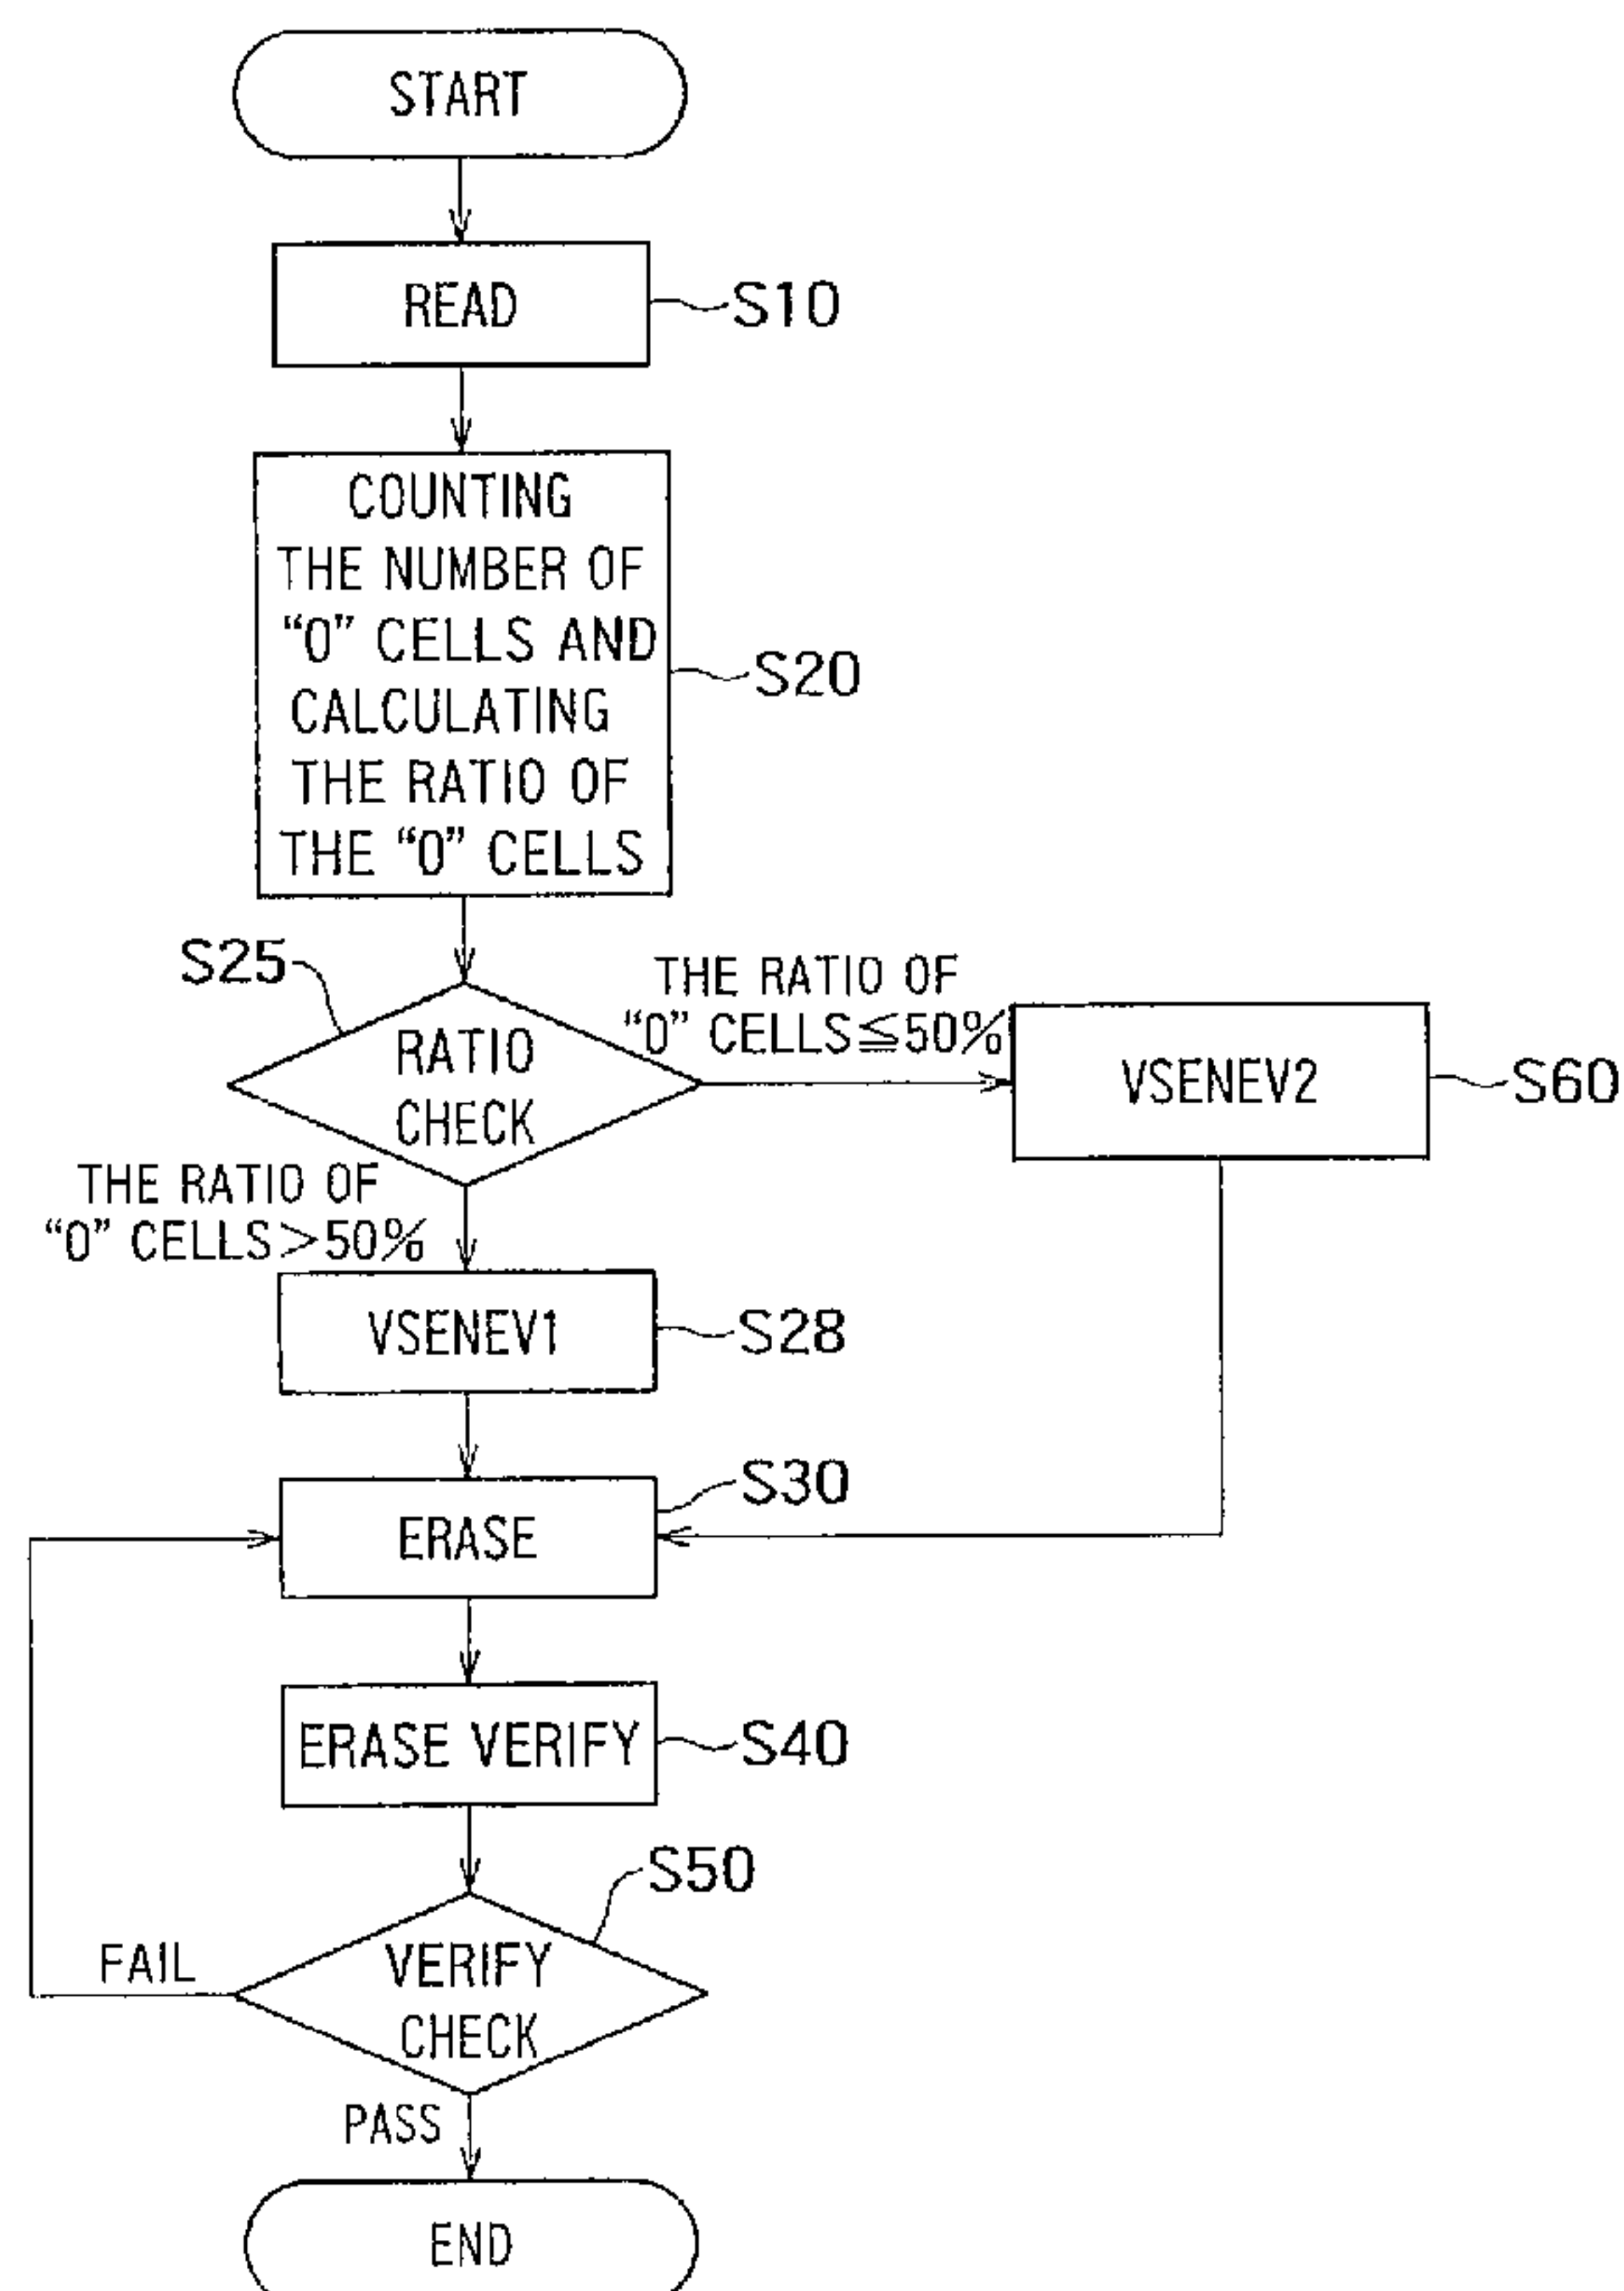 START
READ
S10
COUNTING
THE NUMBER OF
“0” CELLS AND
CALCULATING
THE RATIO OF
THE “0” CELLS
S20
S25
RATIO
CHECK
THE RATIO OF
“0” CELLS≦50%
VSENEV2
S60
THE RATIO OF
“0” CELLS>50%
VSENEV1
S28
ERASE
S30
ERASE VERIFY
S40
S50
VERIFY
CHECK
FAIL
PASS
END